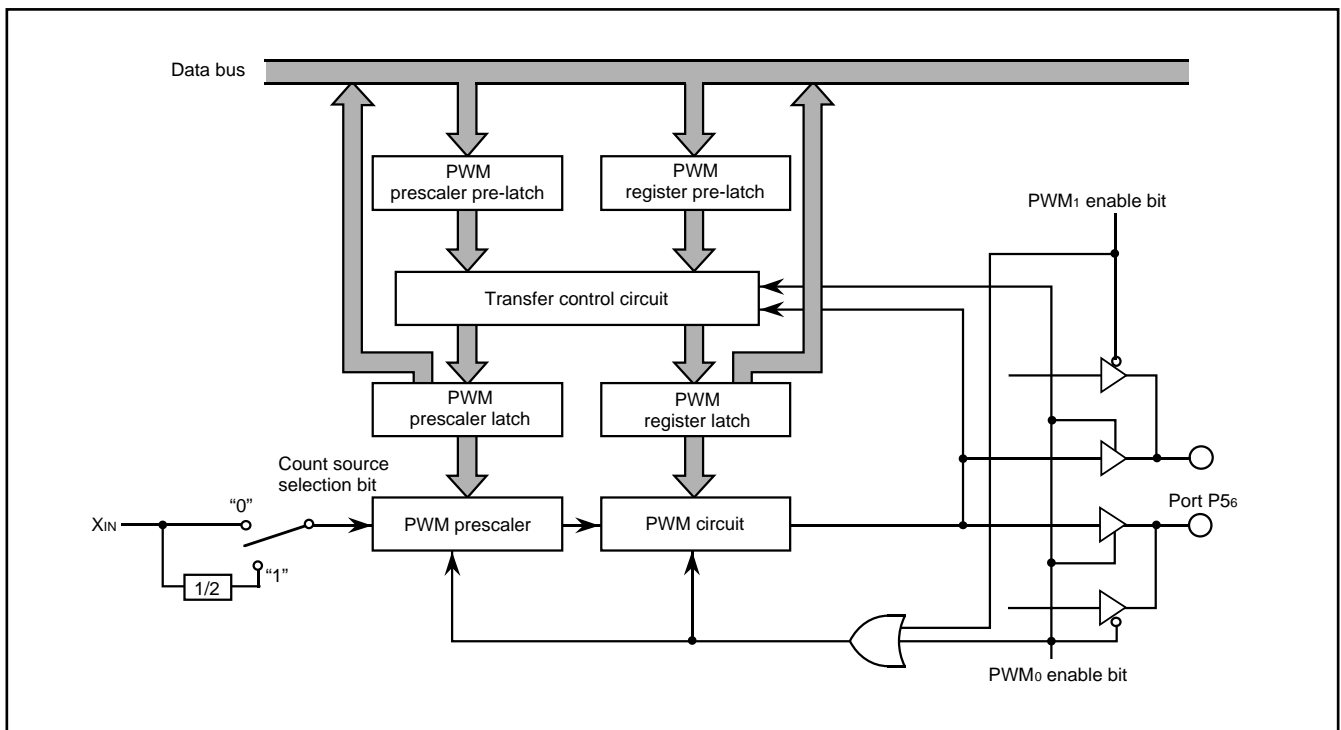 Data bus
PWM
prescaler pre-latch
PWM
register pre-latch
PWM1 enable bit
Transfer control circuit
PWM
prescaler latch
PWM
register latch
Count source
selection bit
“0”
XIN
PWM prescaler
PWM circuit
Port P56
“1”
1/2
PWM0 enable bit